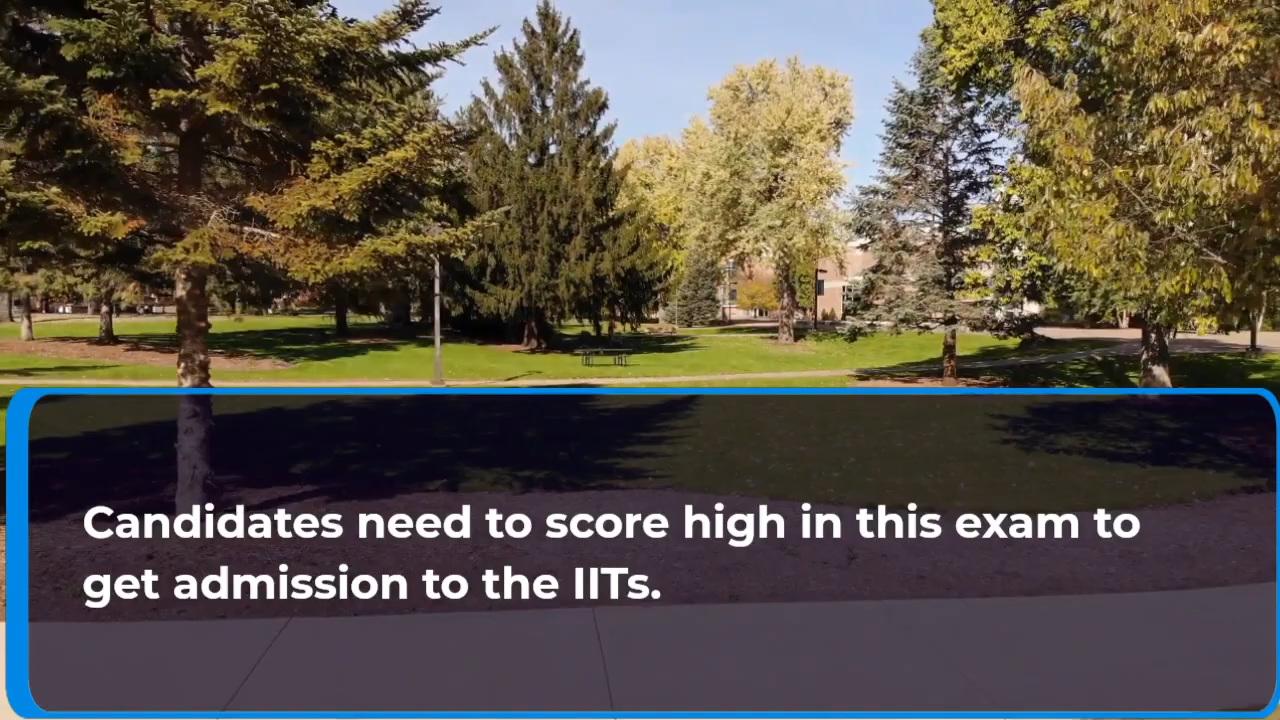 Candidates need to score high in this exam to
get admission to the IITs.